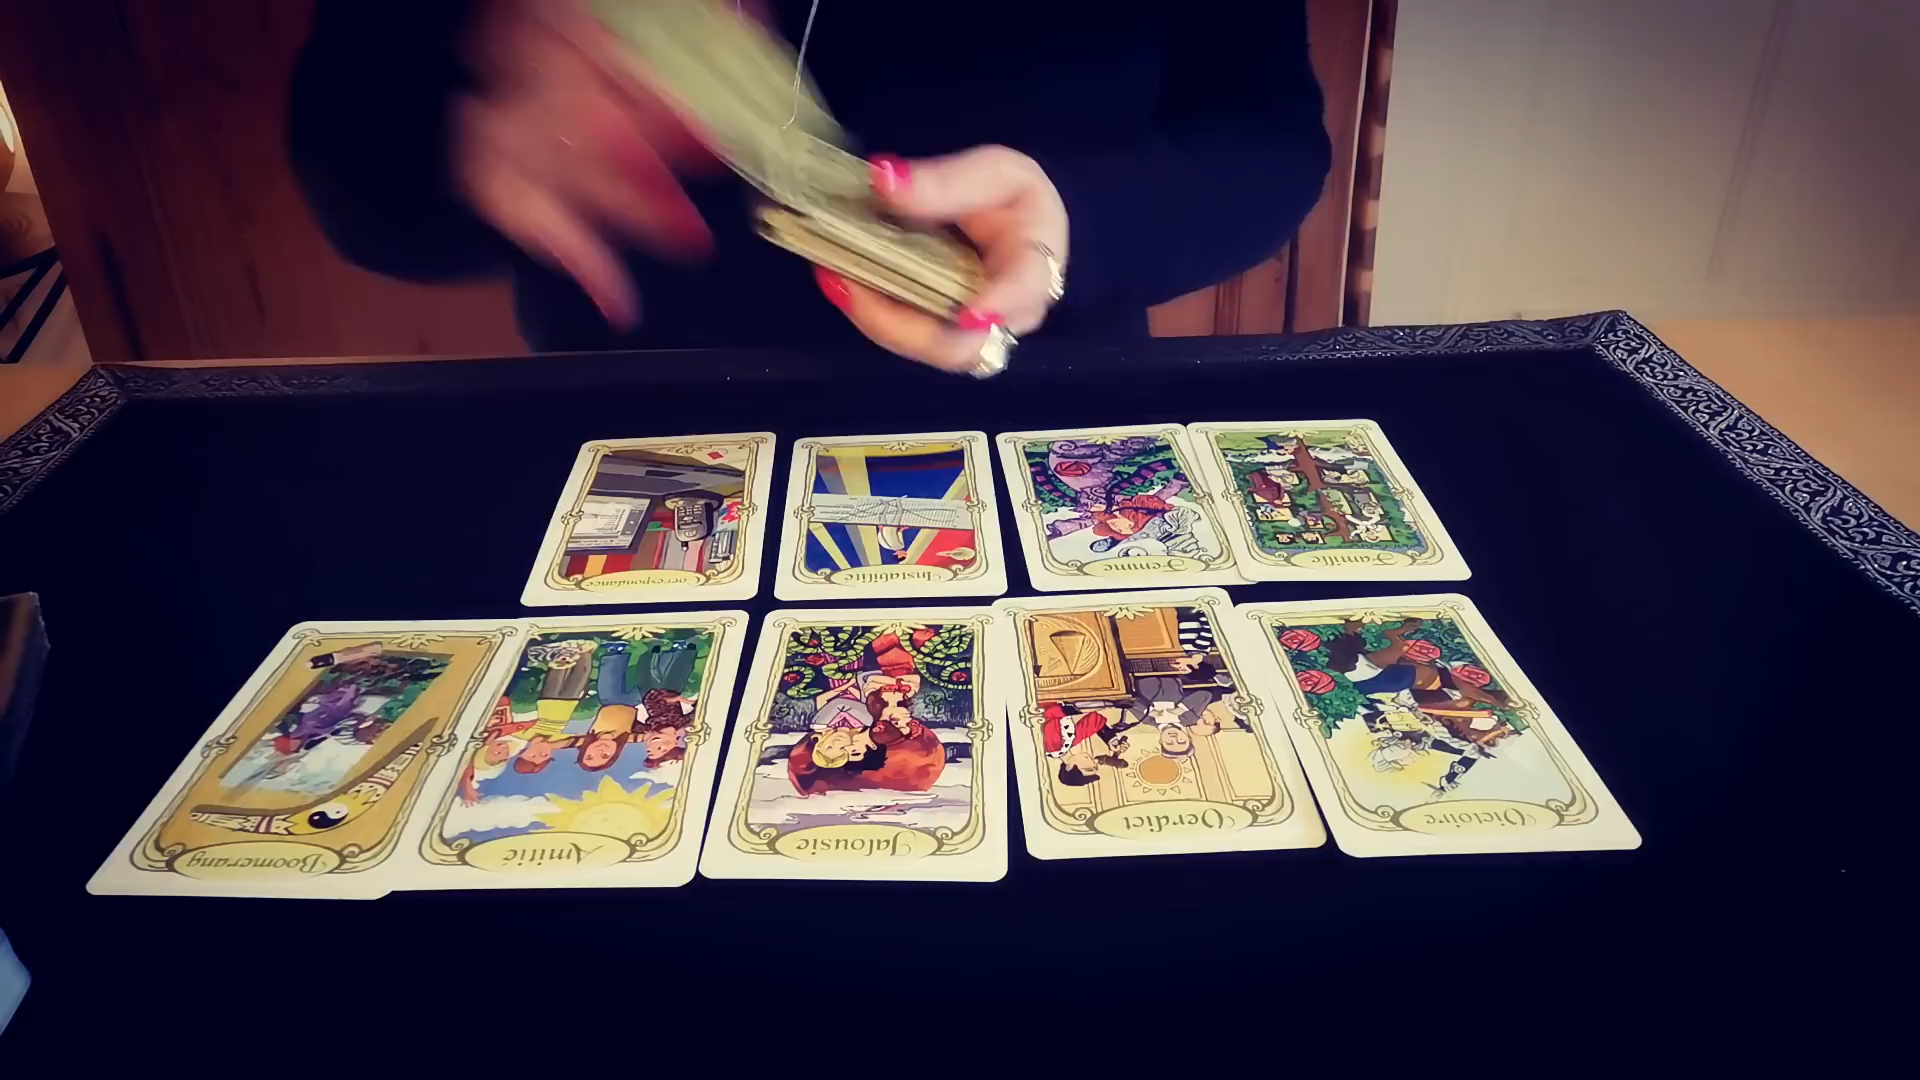 Correspondance
Instabilité
Femme
Famille
Boomerang
Amitié
Jalousie
Verdict
Victoire